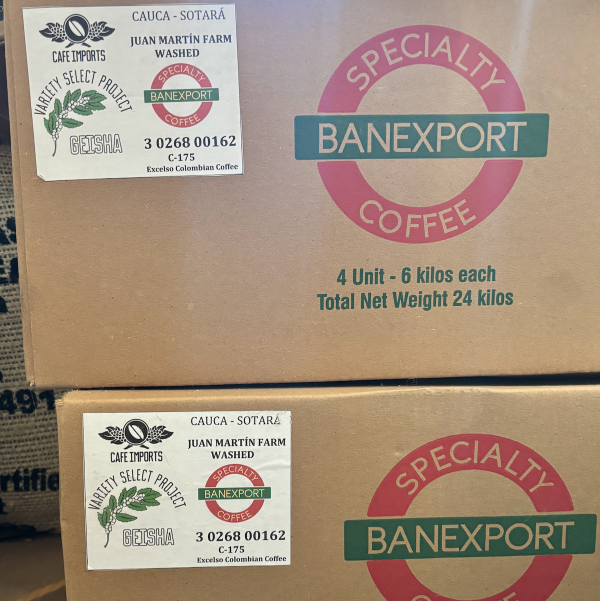 CAUCA - SOTARÁ
CAFE IMPORTS
JUAN MARTÍN FARM
WASHED
VARIETY SELECT PROJECT
GEISHA
SPECIALTY
BANEXPORT
COFFEE
3 0268 00162
C-175
Excelso Colombian Coffee
SPECIALTY
BANEXPORT
COFFEE
4 Unit - 6 kilos each
Total Net Weight 24 kilos
491
rtifie
CAUCA - SOTARÁ
CAFE IMPORTS
JUAN MARTÍN FARM
WASHED
VARIETY SELECT PROJECT
GEISHA
SPECIALTY
BANEXPORT
COFFEE
3 0268 00162
C-175
Excelso Colombian Coffee
SPECIALTY
BANEXPORT
COFFEE